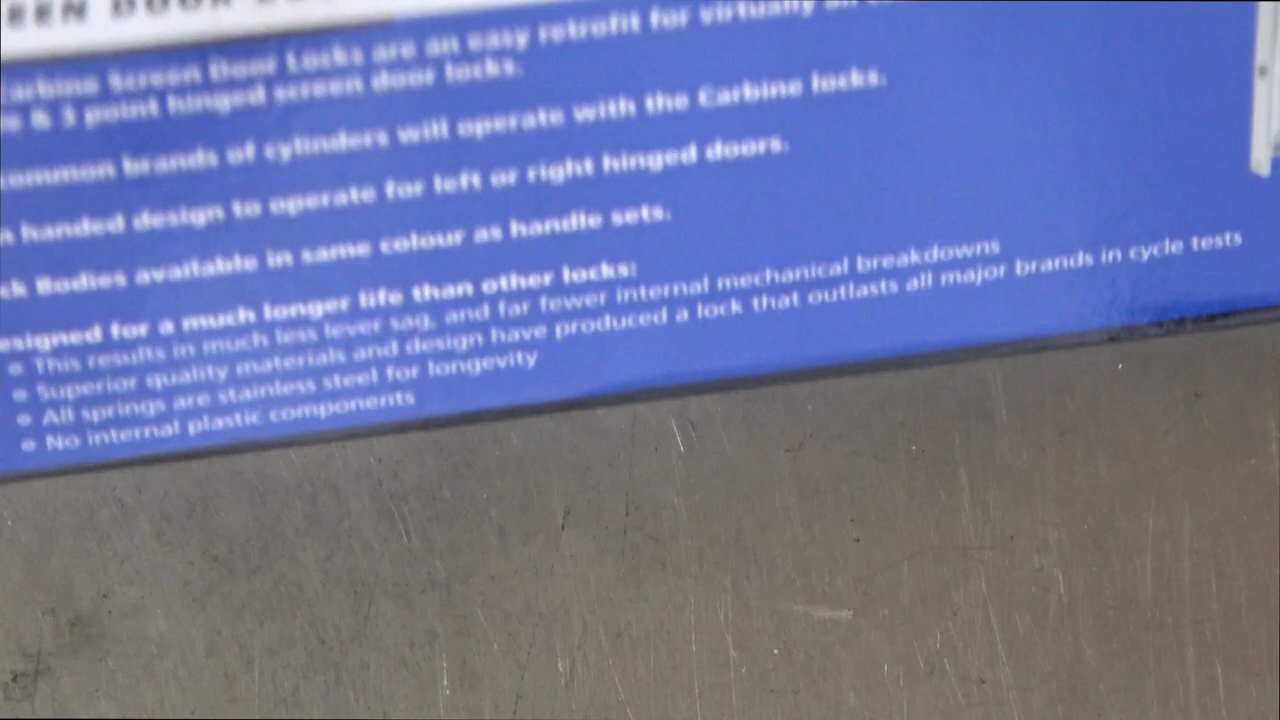 EEN DOOR
arbine Screen Door Locks are an easy retrofit for virtually
& 3 point hinged screen door locks.
ommon brands of cylinders will operate with the Carbine locks.
n handed design to operate for left or right hinged doors.
ck Bodies available in same colour as handle sets.
esigned for a much longer life than other locks:
• This results in much less lever sag, and far fewer internal mechanical breakdowns
• Superior quality materials and design have produced a lock that outlasts all major brands in cycle tests
• All springs are stainless steel for longevity
• No internal plastic components